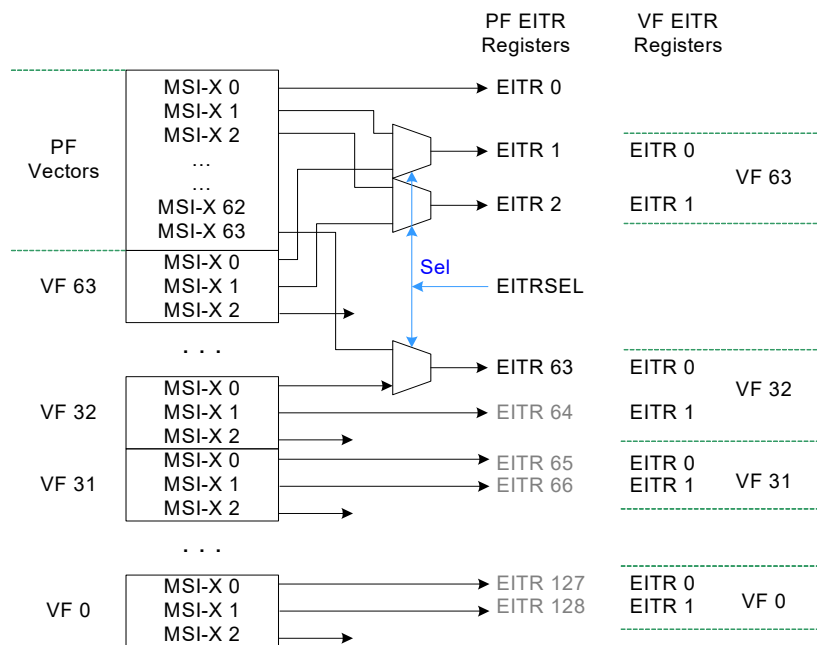 PF EITR
Registers
VF EITR
Registers
PF
Vectors
MSI-X 0
MSI-X 1
MSI-X 2
...
...
MSI-X 62
MSI-X 63
EITR 0
EITR 1
EITR 2
EITR 0
EITR 1
VF 63
VF 63
MSI-X 0
MSI-X 1
MSI-X 2
Sel
EITRSEL
. . .
VF 32
MSI-X 0
MSI-X 1
MSI-X 2
EITR 63
EITR 64
EITR 0
EITR 1
VF 32
VF 31
MSI-X 0
MSI-X 1
MSI-X 2
EITR 65
EITR 66
EITR 0
EITR 1
VF 31
. . .
VF 0
MSI-X 0
MSI-X 1
MSI-X 2
EITR 127
EITR 128
EITR 0
EITR 1
VF 0